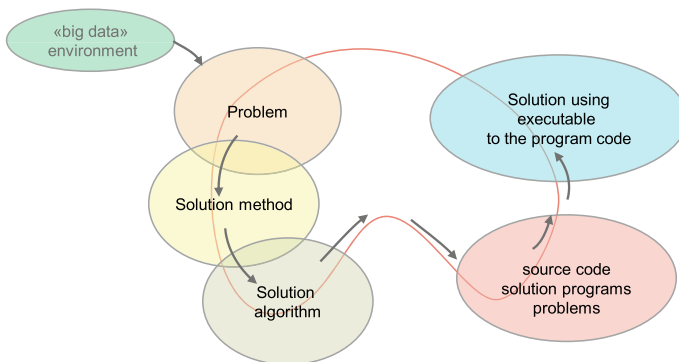 «big data»
environment
Problem
Solution method
Solution
algorithm
Solution using
executable
to the program code
source code
solution programs
problems